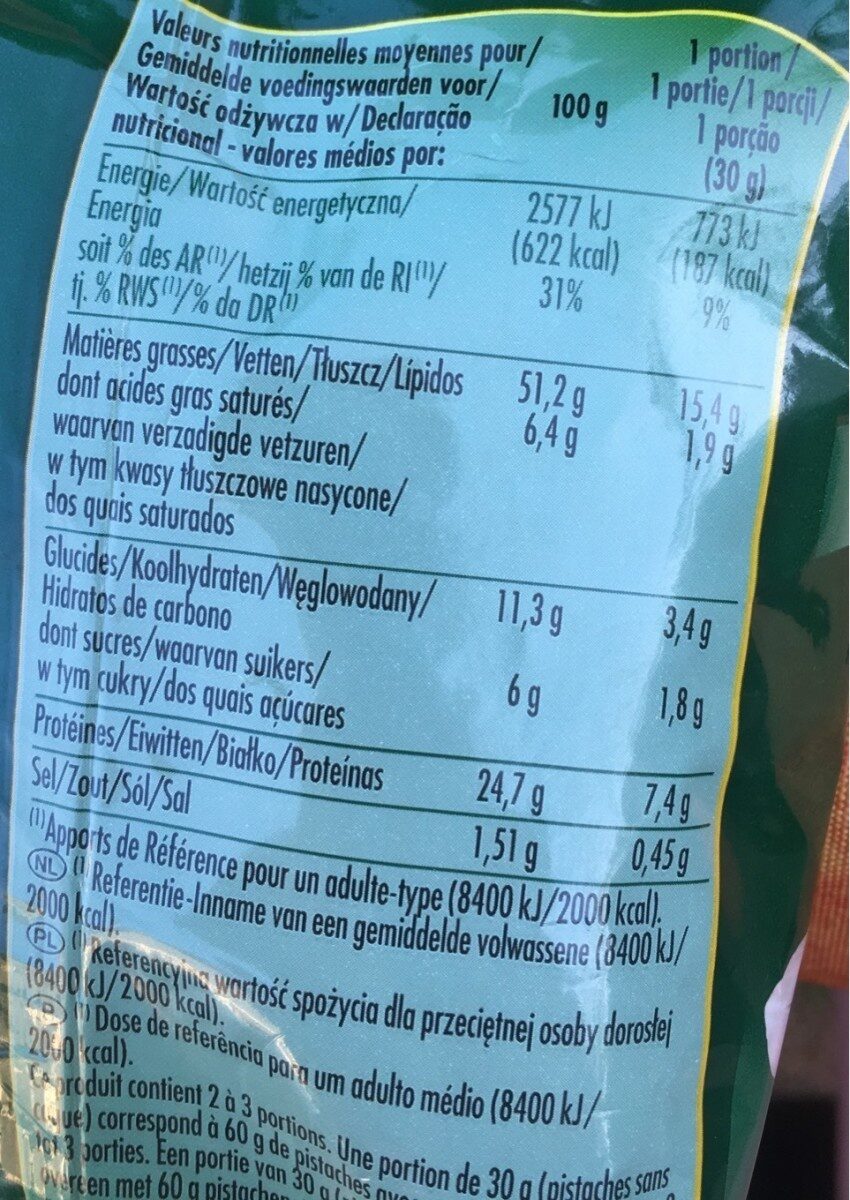 Valeurs nutritionnelles moyennes pour/
Gemiddelde voedingswaarden voor/
Wartość odżywcza w/Declaração
nutricional - valores médios por:
100 g
1 portion/
1 portie/1 porcji/
1 porção
(30 g)
Energie/Wartość energetyczna/
Energia
2577 kJ 773 kJ
(622 kcal) (187 kcal)
soit % des AR⁽¹⁾/hetzij % van de RI⁽¹⁾/
tj. % RWS⁽¹⁾/% da DR⁽¹⁾
31% 9%
Matières grasses/Vetten/Tłuszcz/Lípidos 51,2 g 15,4 g
dont acides gras saturés/ 6,4 g 1,9 g
waarvan verzadigde vetzuren/
w tym kwasy tłuszczowe nasycone/
dos quais saturados
Glucides/Koolhydraten/Węglowodany/ 11,3 g 3,4 g
Hidratos de carbono
dont sucres/waarvan suikers/ 6 g 1,8 g
w tym cukry/dos quais açúcares
Protéines/Eiwitten/Białko/Proteínas 24,7 g 7,4 g
Sel/Zout/Sól/Sal 1,51 g 0,45 g
⁽¹⁾Apports de Référence pour un adulte-type (8400 kJ/2000 kcal).
NL ⁽¹⁾ Referentie-Inname van een gemiddelde volwassene (8400 kJ/
2000 kcal).
PL ⁽¹⁾ Referencyjna wartość spożycia dla przeciętnej osoby dorosłej
(8400 kJ/2000 kcal).
P ⁽¹⁾ Dose de referência para um adulto médio (8400 kJ/
2000 kcal).
Ce produit contient 2 à 3 portions. Une portion de 30 g (pistaches sans
correspond à 60 g de pistaches
3 porties. Een portie van 30 g
met 60 g